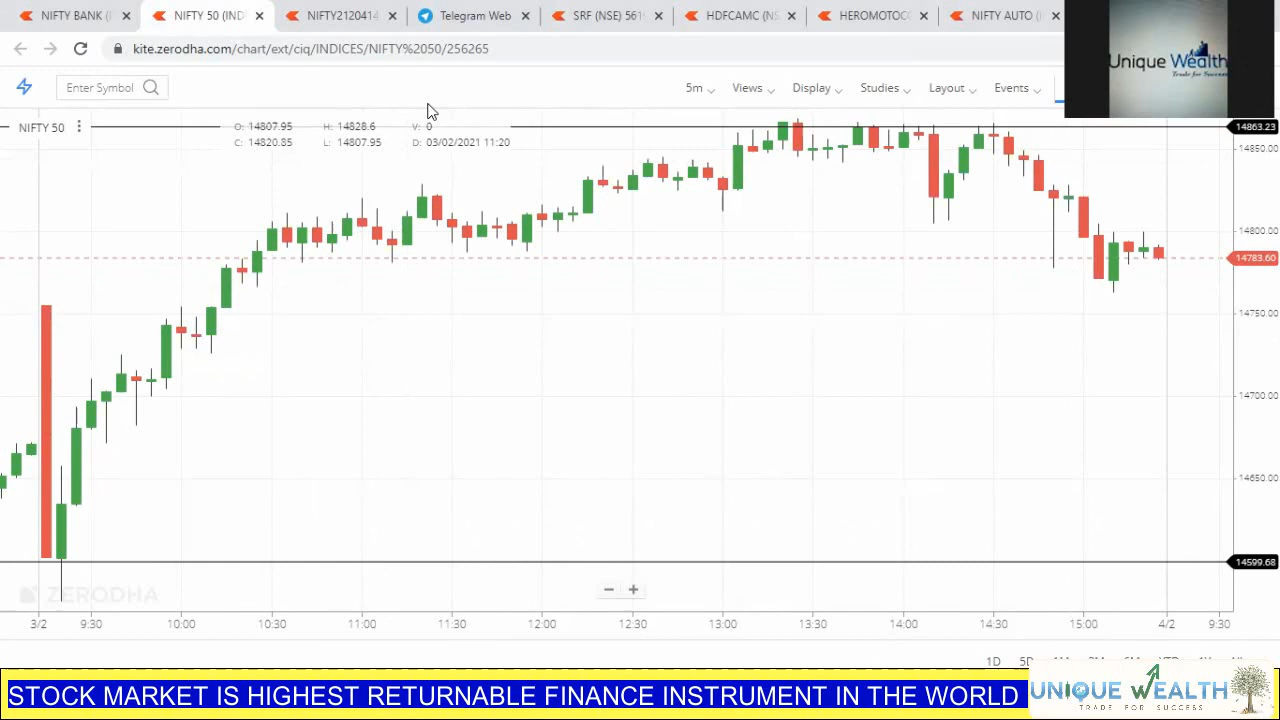 NIFTY BANK (I
NIFTY 50 (IND
NIFTY2120414
Telegram Web
SRF (NSE) 561
HDFCAMC (NS
HEROMOTOC
NIFTY AUTO (
kite.zerodha.com/chart/ext/ciq/INDICES/NIFTY%2050/256265
Enter Symbol
5m
Views
Display
Studies
Layout
Events
Unique Wealth
Trade for Success
NIFTY 50
O: 14807.95 H: 14828.6 V: 0
C: 14820.85 L: 14807.95 D: 03/02/2021 11:20
14863.23
14850.00
14800.00
14783.60
14750.00
14700.00
14650.00
14599.68
ZERODHA
3/2 9:30 10:00 10:30 11:00 11:30 12:00 12:30 13:00 13:30 14:00 14:30 15:00 4/2 9:30
1D
STOCK MARKET IS HIGHEST RETURNABLE FINANCE INSTRUMENT IN THE WORLD
UNIQUE WEALTH
TRADE FOR SUCCESS